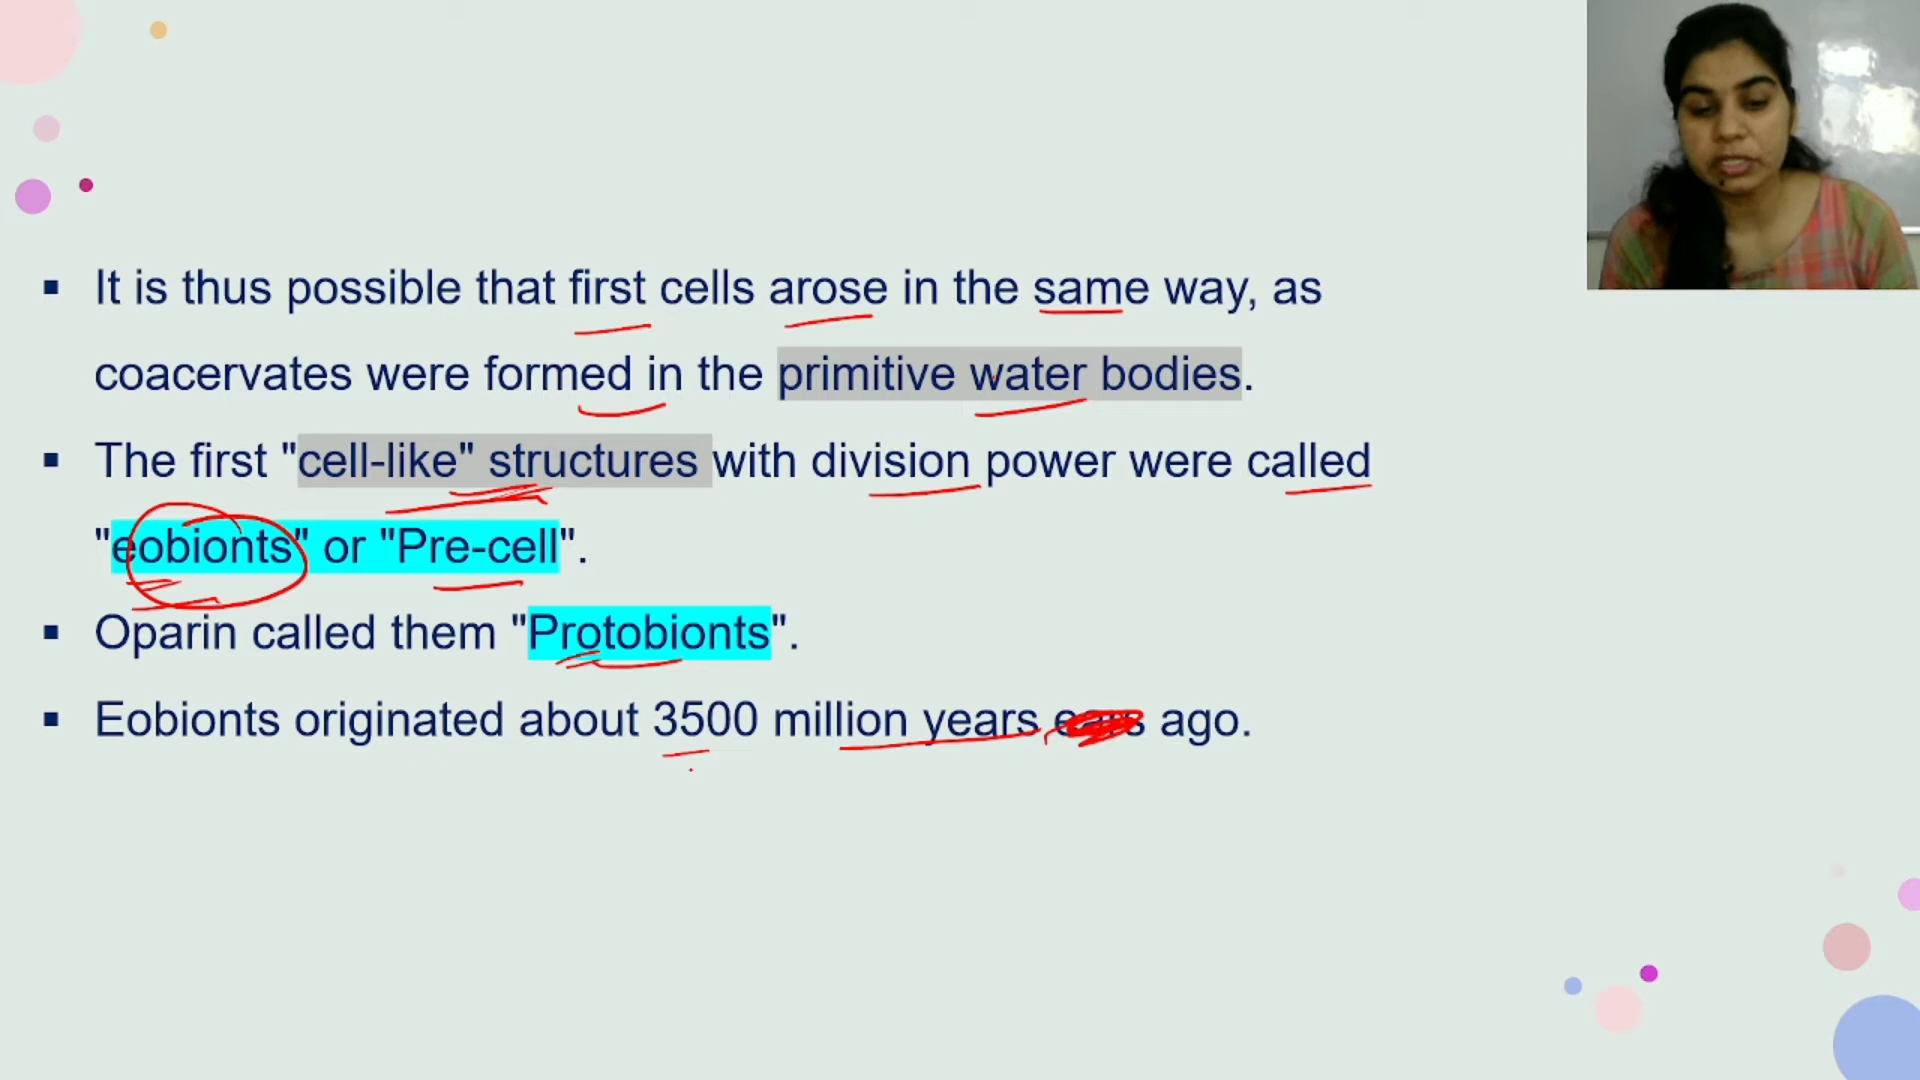 ▪ It is thus possible that first cells arose in the same way, as
coacervates were formed in the primitive water bodies.
▪ The first "cell-like" structures with division power were called
"eobionts" or "Pre-cell".
▪ Oparin called them "Protobionts".
▪ Eobionts originated about 3500 million years ears ago.